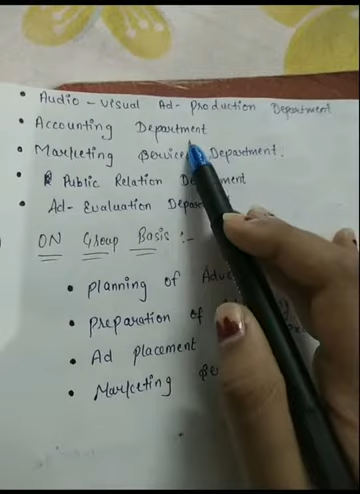 • Audio - Visual Ad- Production Department
• Accounting Department
• Marketing Service Department.
• Public Relation Department
• Ad- Evaluation
ON Group Basis :-
• planning of
• preparation of
• Ad placement
• Marketing